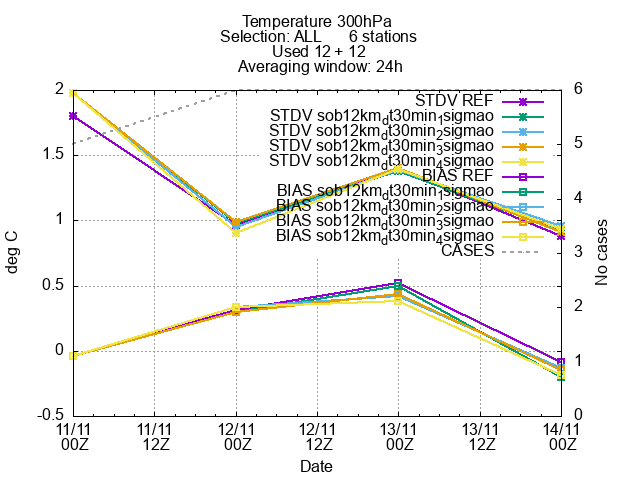 Temperature 300hPa
Selection: ALL 6 stations
Used 12 + 12
Averaging window: 24h
2
1.5
1
0.5
0
-0.5
deg C
6
5
4
3
2
1
0
No cases
STDV REF
STDV sob12km_dt30min_1sigmao
STDV sob12km_dt30min_2sigmao
STDV sob12km_dt30min_3sigmao
STDV sob12km_dt30min_4sigmao
BIAS REF
BIAS sob12km_dt30min_1sigmao
BIAS sob12km_dt30min_2sigmao
BIAS sob12km_dt30min_3sigmao
BIAS sob12km_dt30min_4sigmao
CASES
11/11 11/11 12/11 12/11 13/11 13/11 14/11
00Z 12Z 00Z 12Z 00Z 12Z 00Z
Date